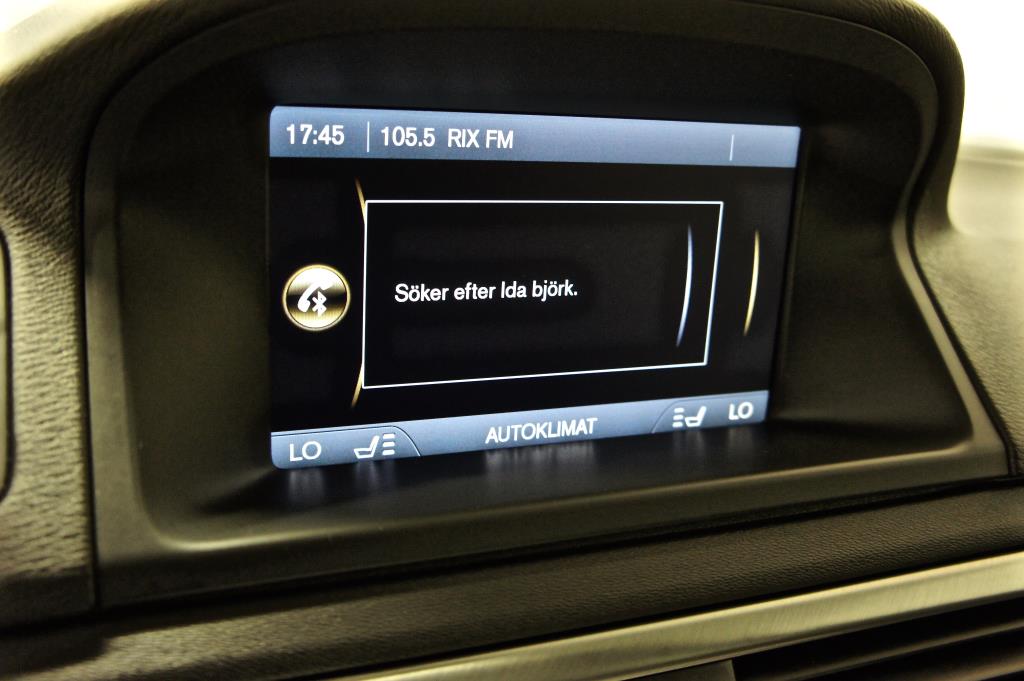 17:45 105.5 RIX FM
Söker efter Ida björk.
LO AUTOKLIMAT LO